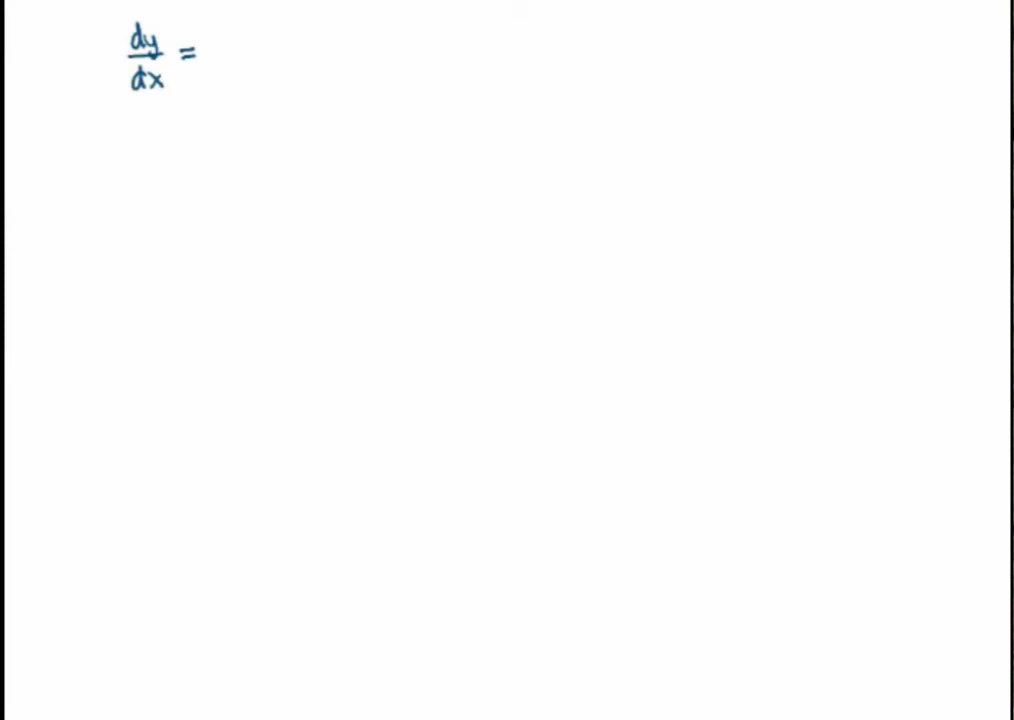 dy/dx =